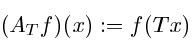 (A_T f)(x) := f(Tx)